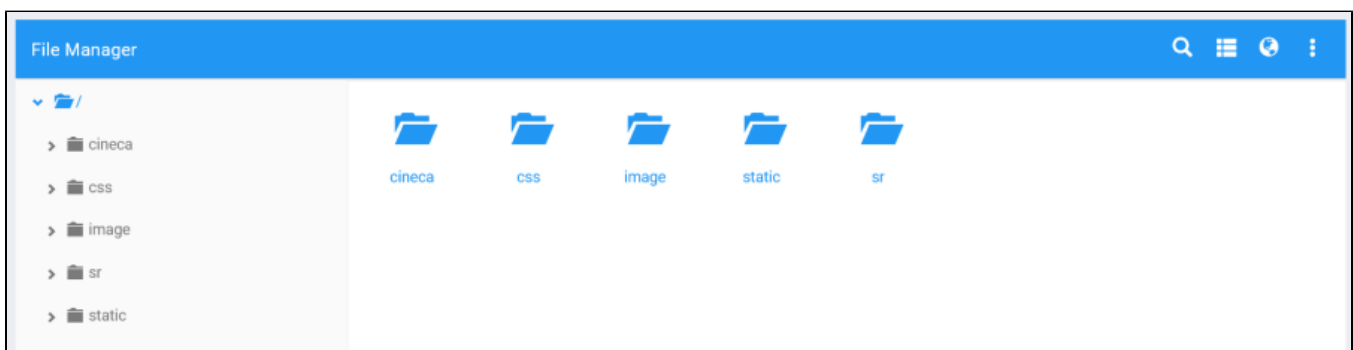 File Manager
/
cineca
css
image
sr
static
cineca css image static sr